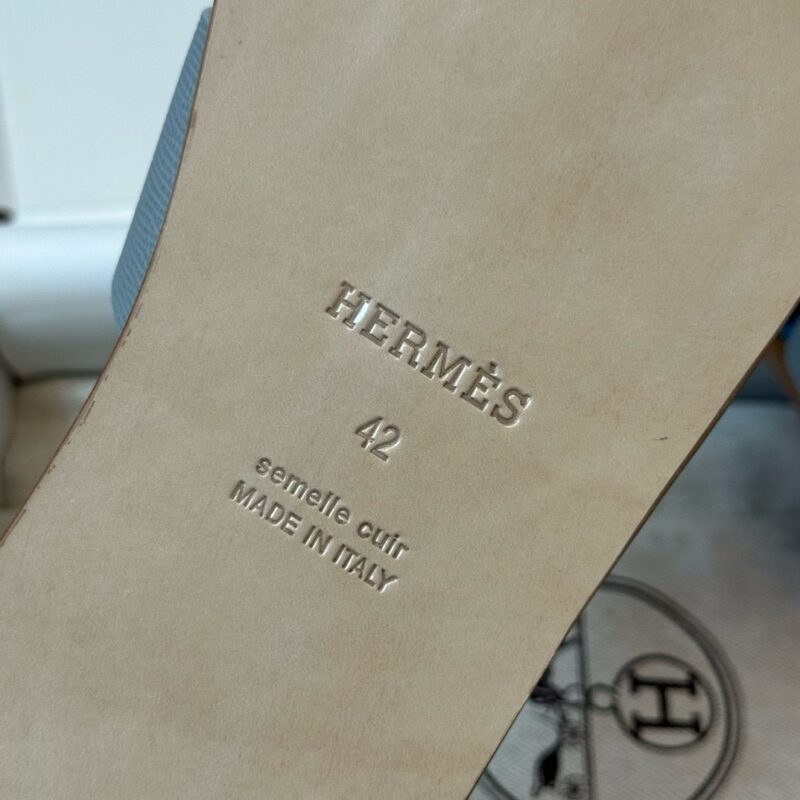 HERMÈS
42
semelle cuir
MADE IN ITALY
H